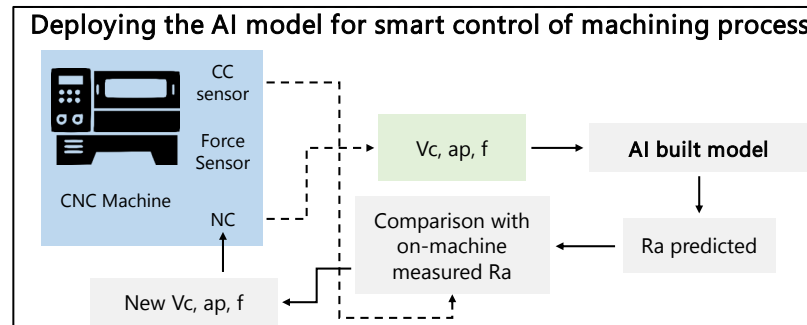 Deploying the AI model for smart control of machining process
CC
sensor
Force
Sensor
CNC Machine
NC
Vc, ap, f
AI built model
Ra predicted
Comparison with
on-machine
measured Ra
New Vc, ap, f